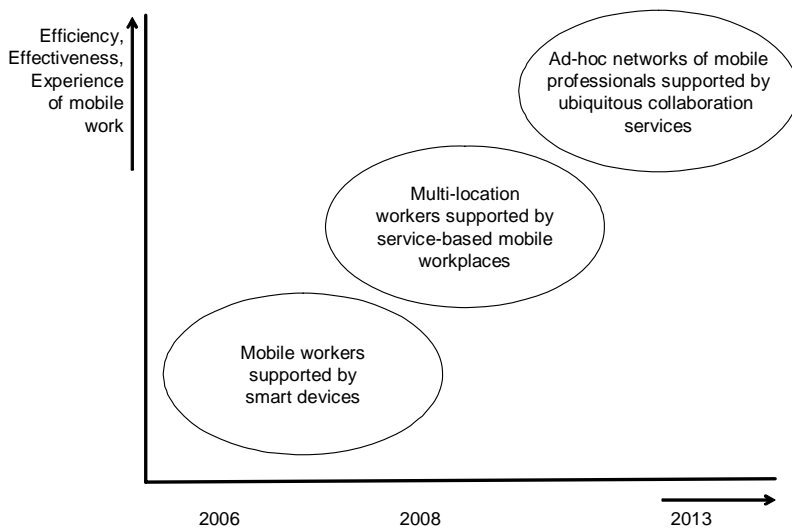 Efficiency,
Effectiveness,
Experience
of mobile
work
Ad-hoc networks of mobile
professionals supported by
ubiquitous collaboration
services
Multi-location
workers supported by
service-based mobile
workplaces
Mobile workers
supported by
smart devices
2006
2008
2013